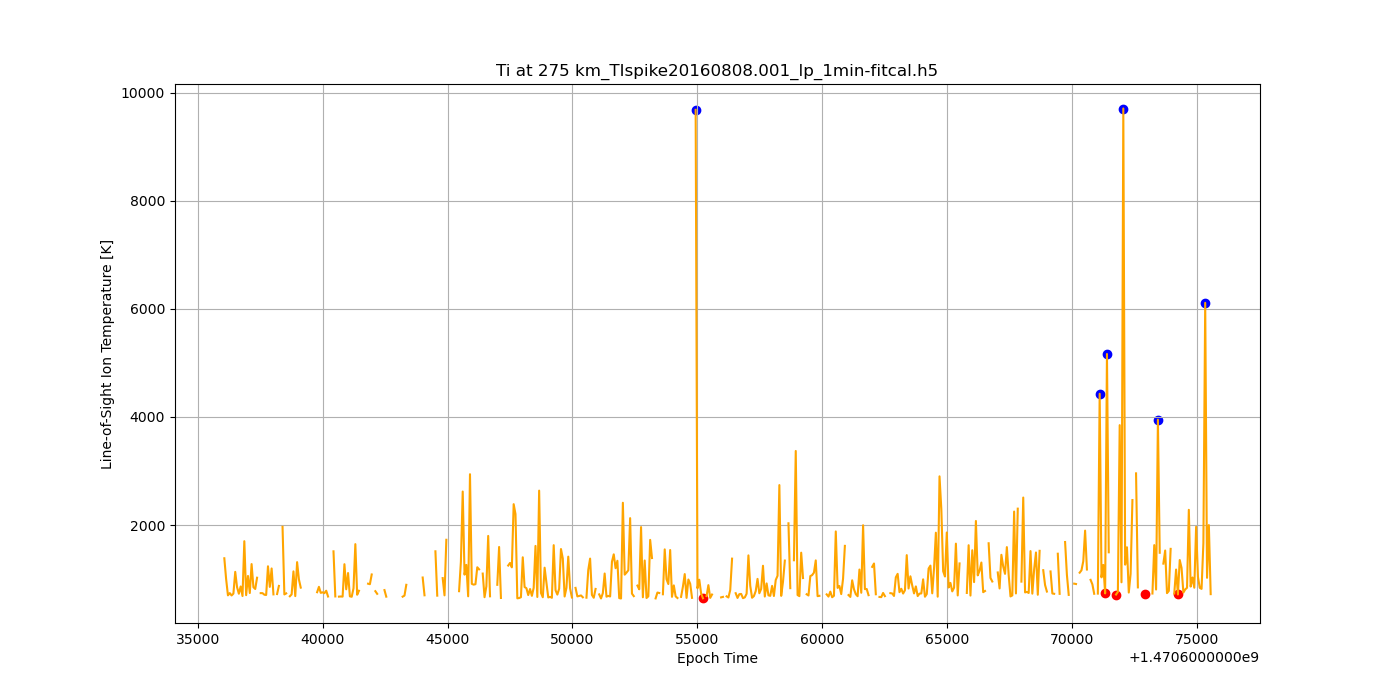 Ti at 275 km_TIspike20160808.001_lp_1min-fitcal.h5
10000
8000
6000
4000
2000
Line-of-Sight Ion Temperature [K]
35000 40000 45000 50000 55000 60000 65000 70000 75000
Epoch Time
+1.4706000000e9